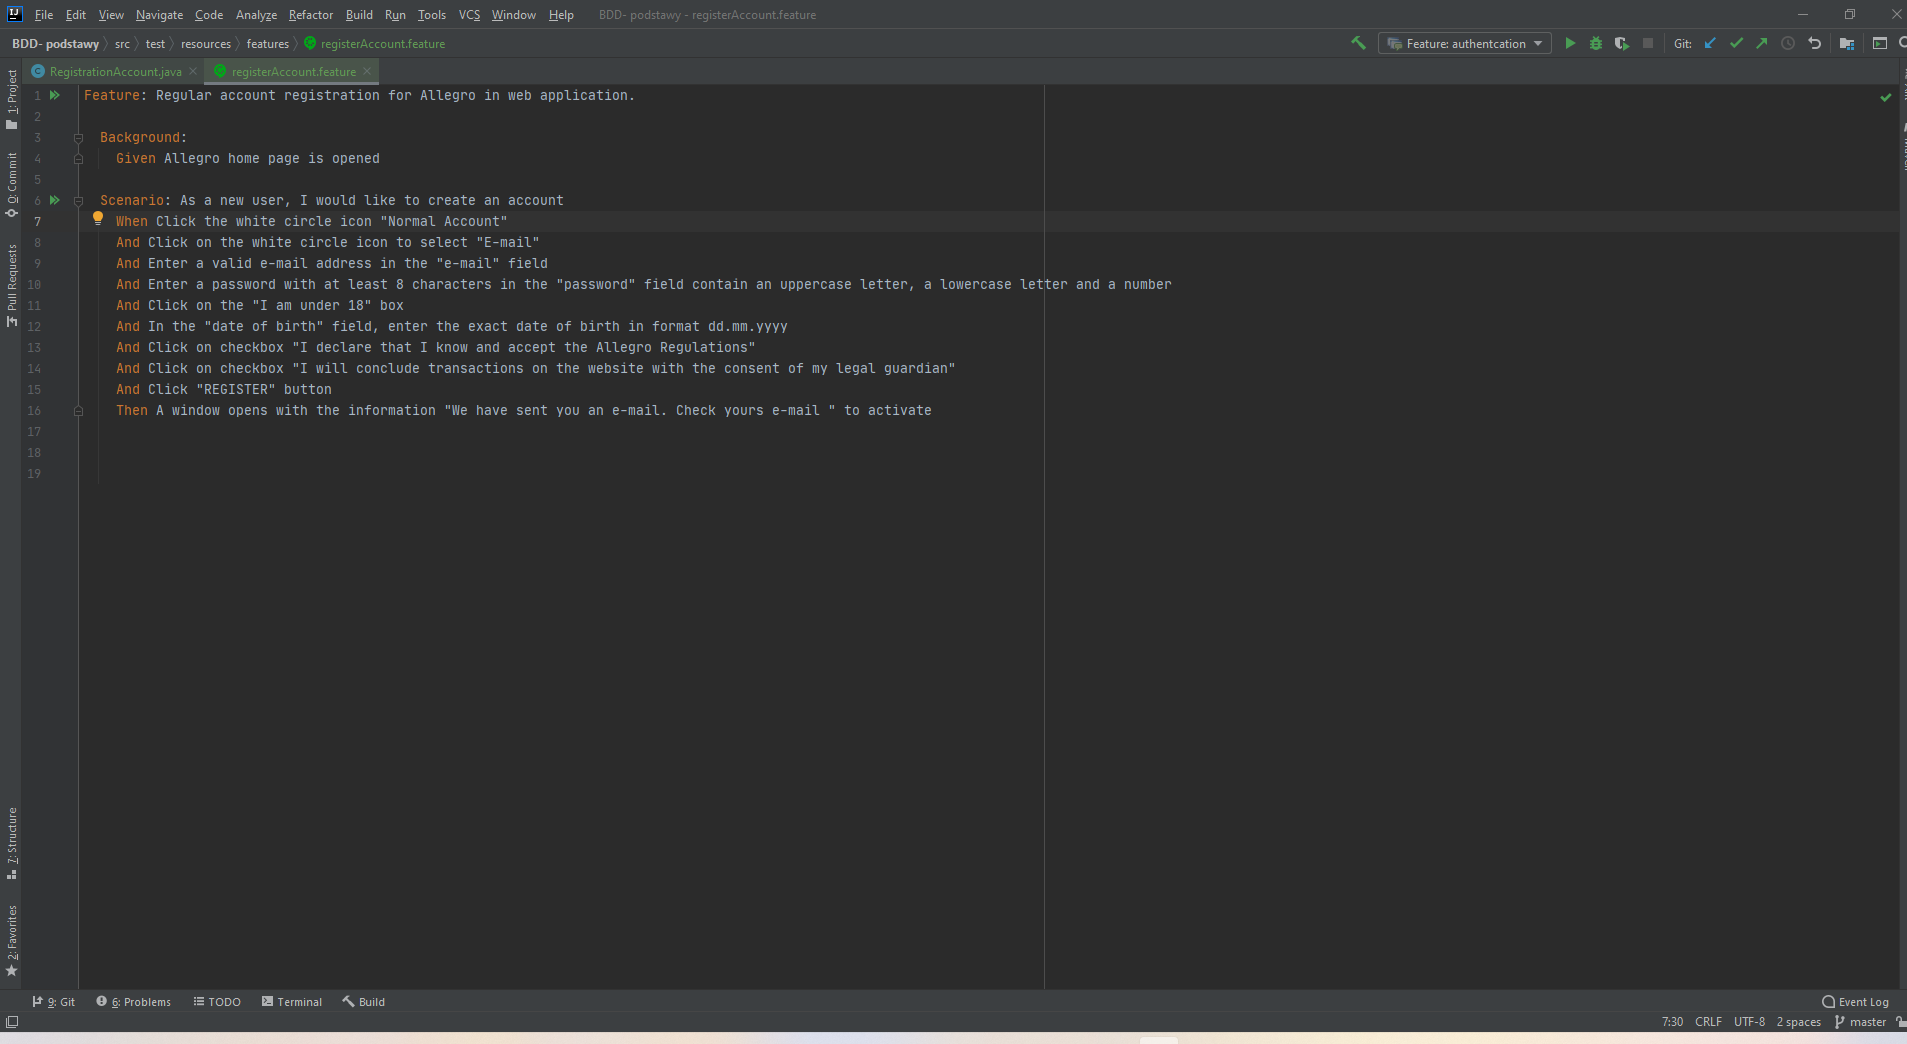 File Edit View Navigate Code Analyze Refactor Build Run Tools VCS Window Help BDD- podstawy - registerAccount.feature
BDD- podstawy src test resources features registerAccount.feature Feature: authentcation Git:
RegistrationAccount.java registerAccount.feature
1: Project
0: Commit
Pull Requests
7: Structure
2: Favorites
1 Feature: Regular account registration for Allegro in web application.
2
3 Background:
4 Given Allegro home page is opened
5
6 Scenario: As a new user, I would like to create an account
7 When Click the white circle icon "Normal Account"
8 And Click on the white circle icon to select "E-mail"
9 And Enter a valid e-mail address in the "e-mail" field
10 And Enter a password with at least 8 characters in the "password" field contain an uppercase letter, a lowercase letter and a number
11 And Click on the "I am under 18" box
12 And In the "date of birth" field, enter the exact date of birth in format dd.mm.yyyy
13 And Click on checkbox "I declare that I know and accept the Allegro Regulations"
14 And Click on checkbox "I will conclude transactions on the website with the consent of my legal guardian"
15 And Click "REGISTER" button
16 Then A window opens with the information "We have sent you an e-mail. Check yours e-mail " to activate
17
18
19
9: Git 6: Problems TODO Terminal Build Event Log
7:30 CRLF UTF-8 2 spaces master